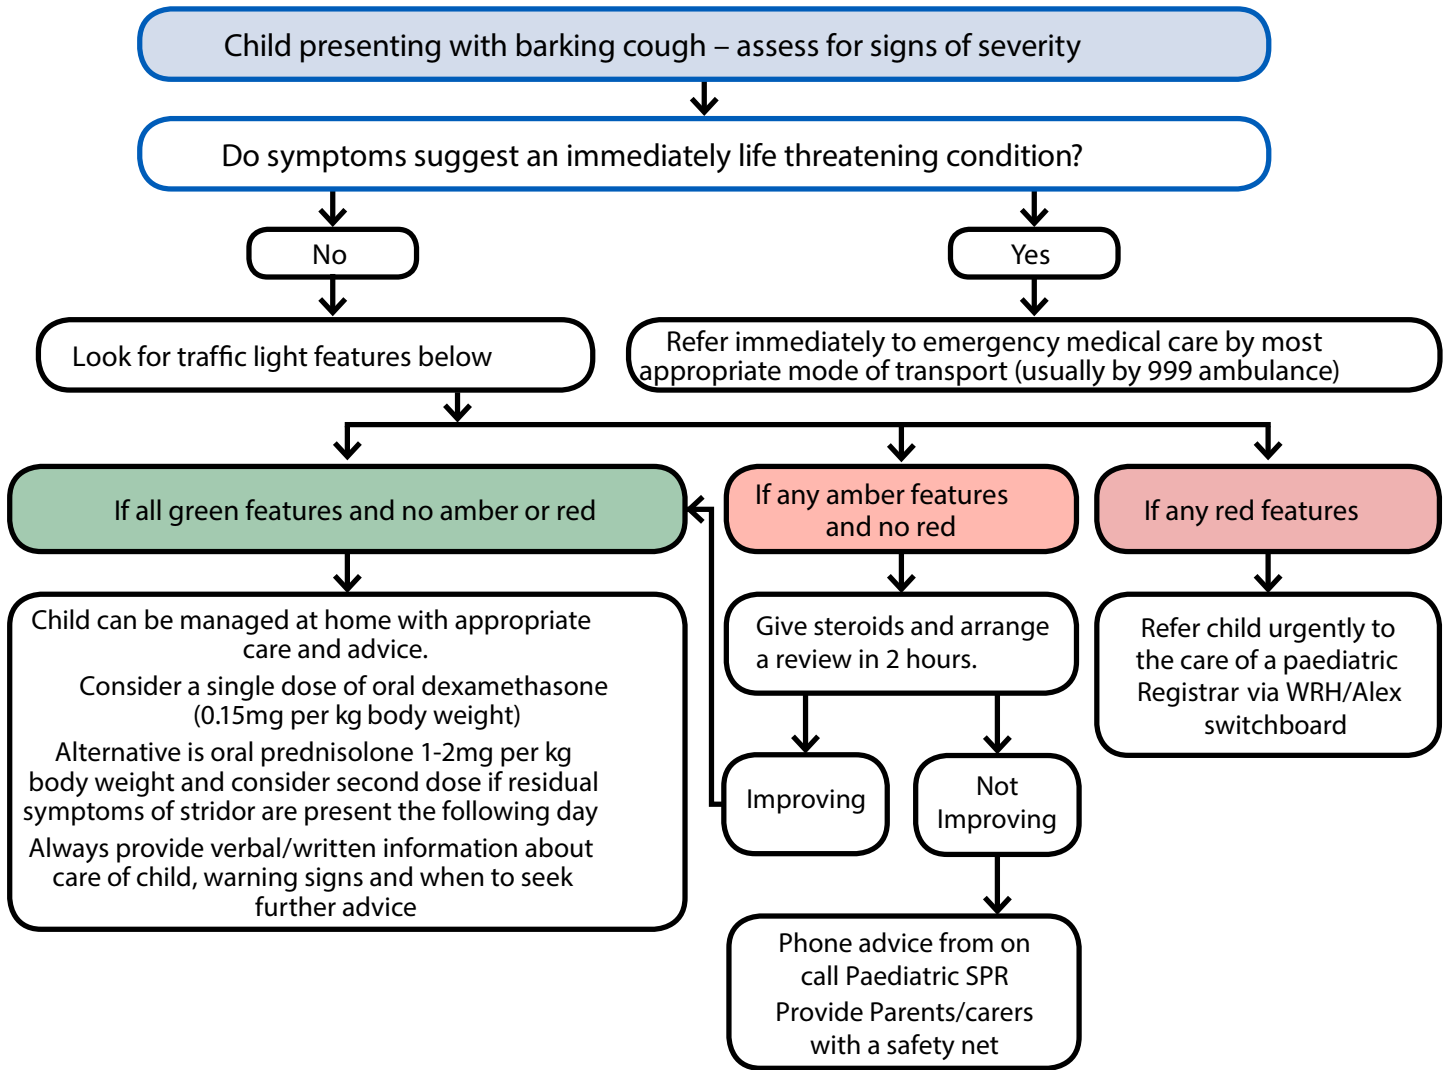 Child presenting with barking cough – assess for signs of severity
Do symptoms suggest an immediately life threatening condition?
No
Yes
Look for traffic light features below
Refer immediately to emergency medical care by most
appropriate mode of transport (usually by 999 ambulance)
If all green features and no amber or red
If any amber features
and no red
If any red features
Child can be managed at home with appropriate
care and advice.
Consider a single dose of oral dexamethasone
(0.15mg per kg body weight)
Alternative is oral prednisolone 1-2mg per kg
body weight and consider second dose if residual
symptoms of stridor are present the following day
Always provide verbal/written information about
care of child, warning signs and when to seek
further advice
Give steroids and arrange
a review in 2 hours.
Refer child urgently to
the care of a paediatric
Registrar via WRH/Alex
switchboard
Improving
Not
Improving
Phone advice from on
call Paediatric SPR
Provide Parents/carers
with a safety net